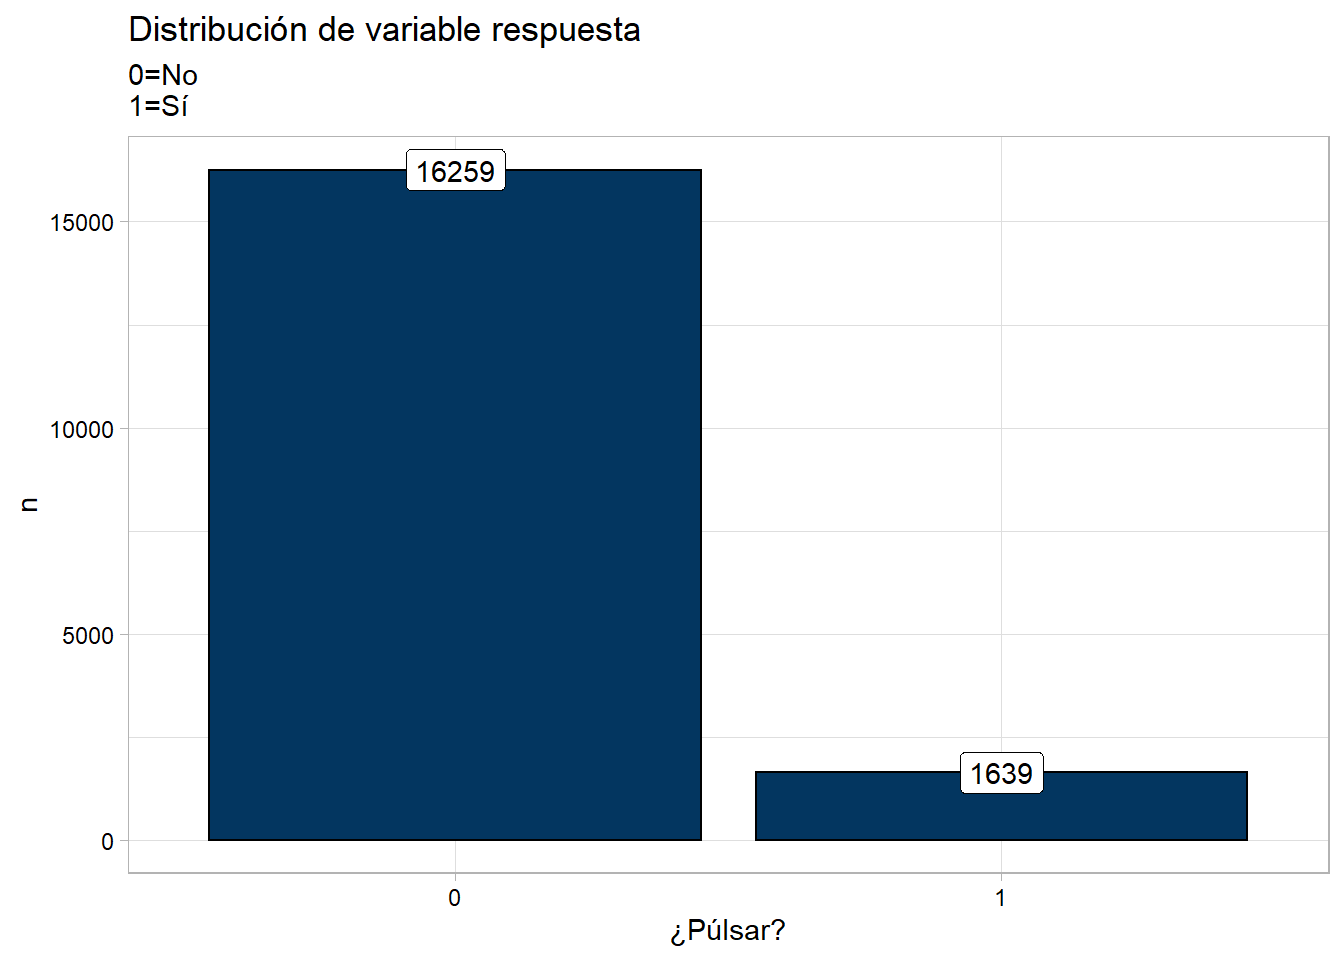 Distribución de variable respuesta
0=No
1=Sí
16259
15000
10000
n
5000
1639
0
0 1
¿Púlsar?